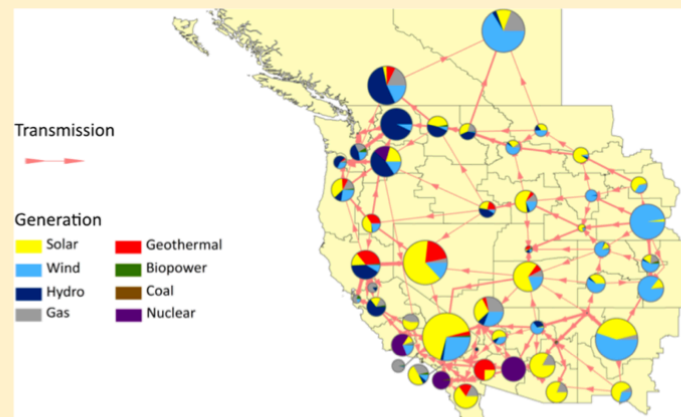 Transmission
Generation
Solar
Geothermal
Wind
Biopower
Hydro
Coal
Gas
Nuclear